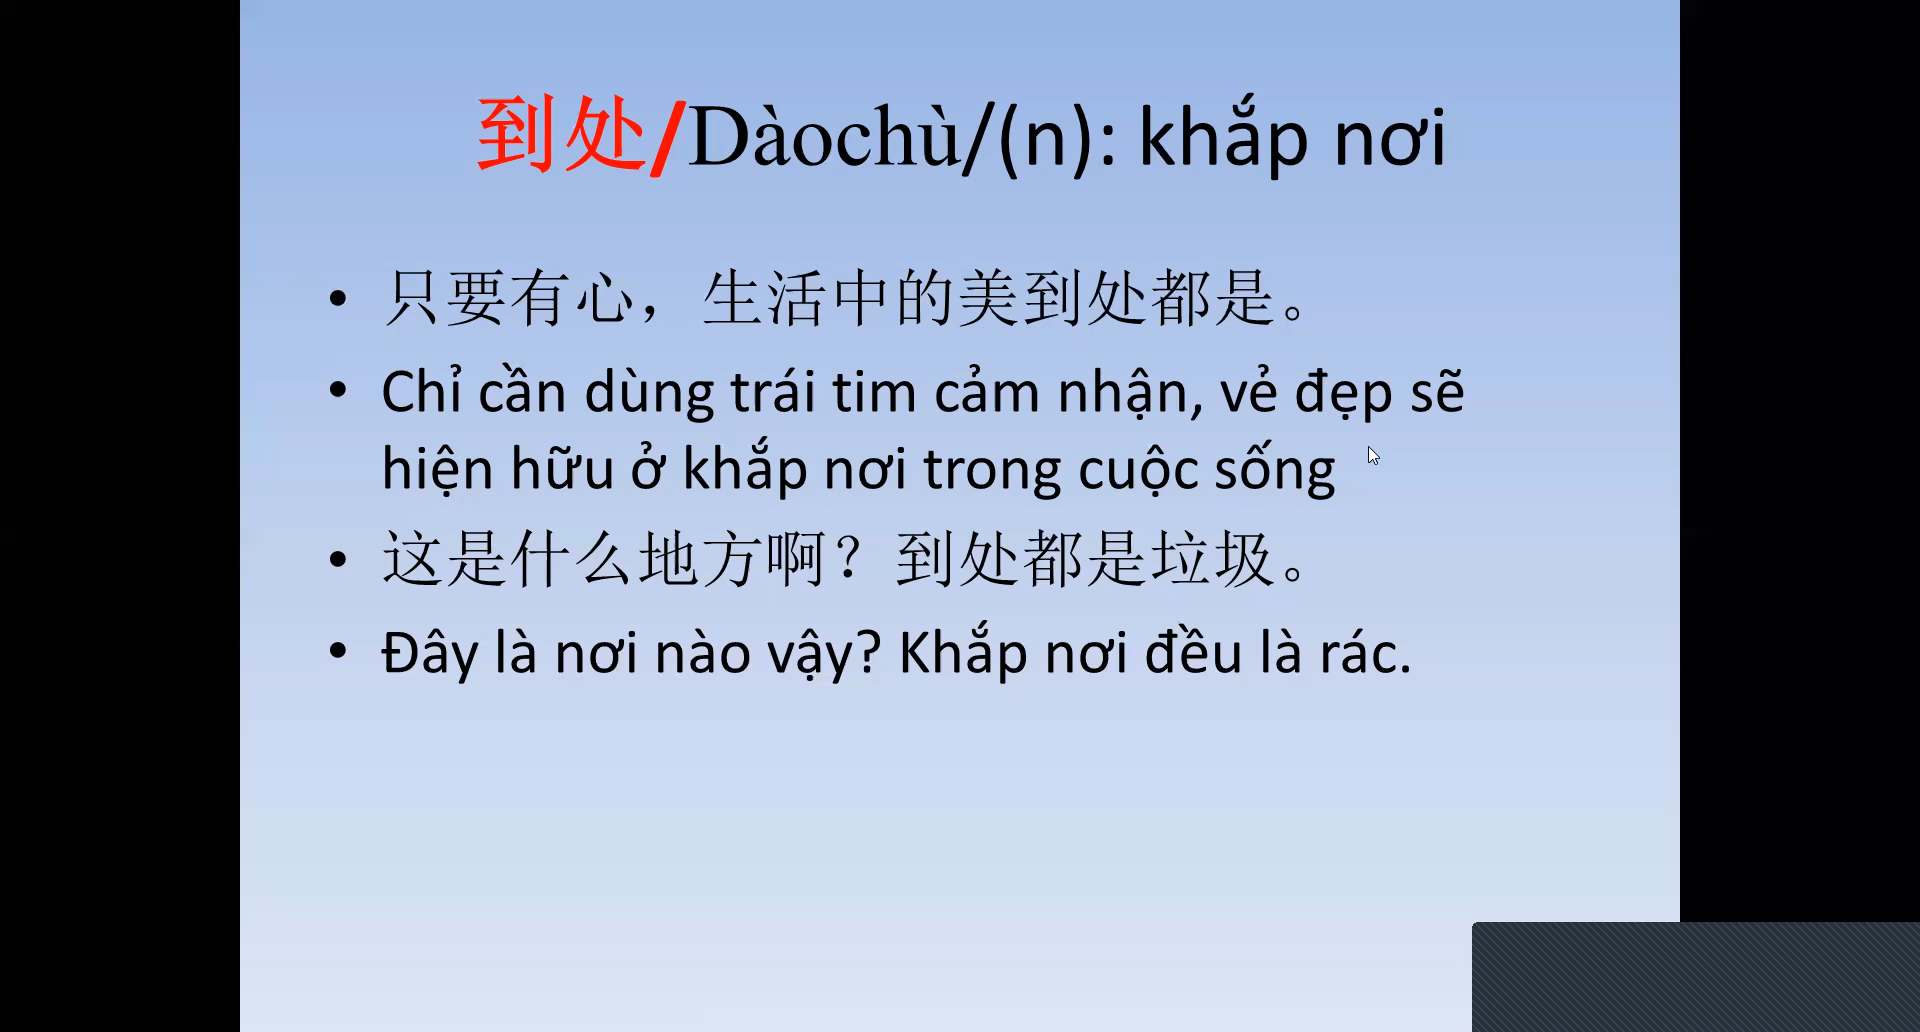 到处/Dàochù/(n): khắp nơi
• 只要有心，生活中的美到处都是。
• Chỉ cần dùng trái tim cảm nhận, vẻ đẹp sẽ
hiện hữu ở khắp nơi trong cuộc sống
• 这是什么地方啊？到处都是垃圾。
• Đây là nơi nào vậy? Khắp nơi đều là rác.